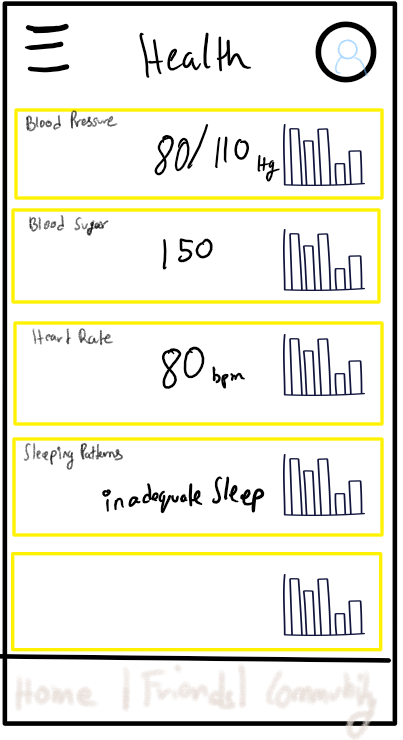 Health
Blood Pressure
80/110 Hg
Blood Sugar
150
Heart Rate
80 bpm
Sleeping Patterns
inadequate Sleep
Home | Friends | Community